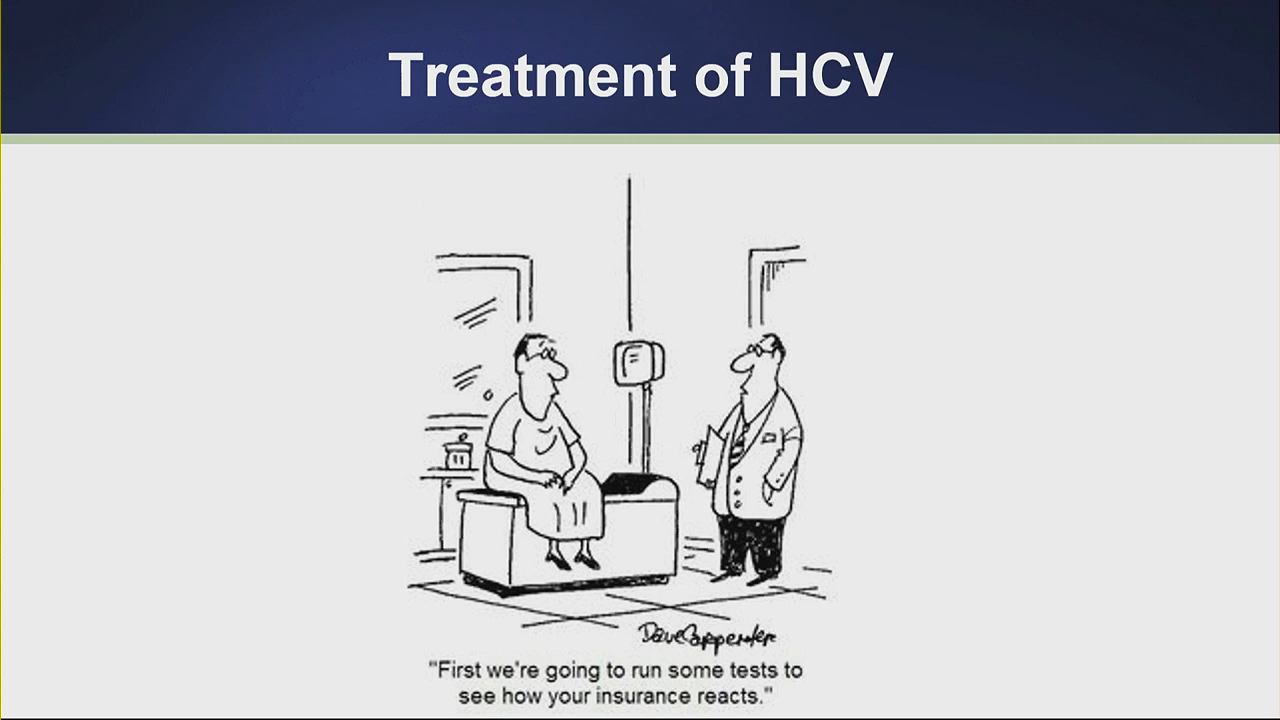 Treatment of HCV
Dave Carpenter
"First we're going to run some tests to
see how your insurance reacts."